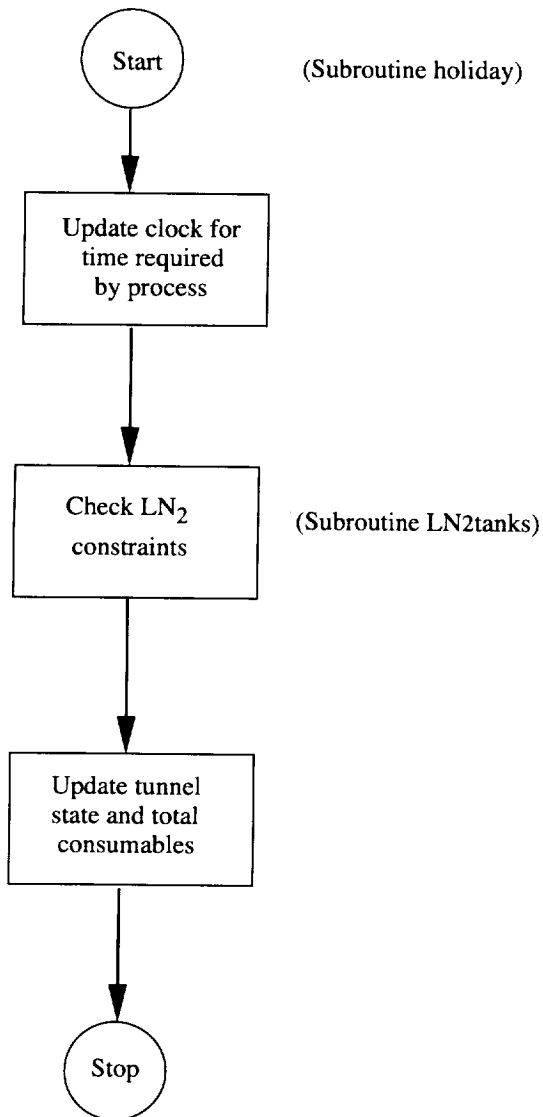 Start
(Subroutine holiday)
Update clock for
time required
by process
Check LN2
constraints
(Subroutine LN2tanks)
Update tunnel
state and total
consumables
Stop